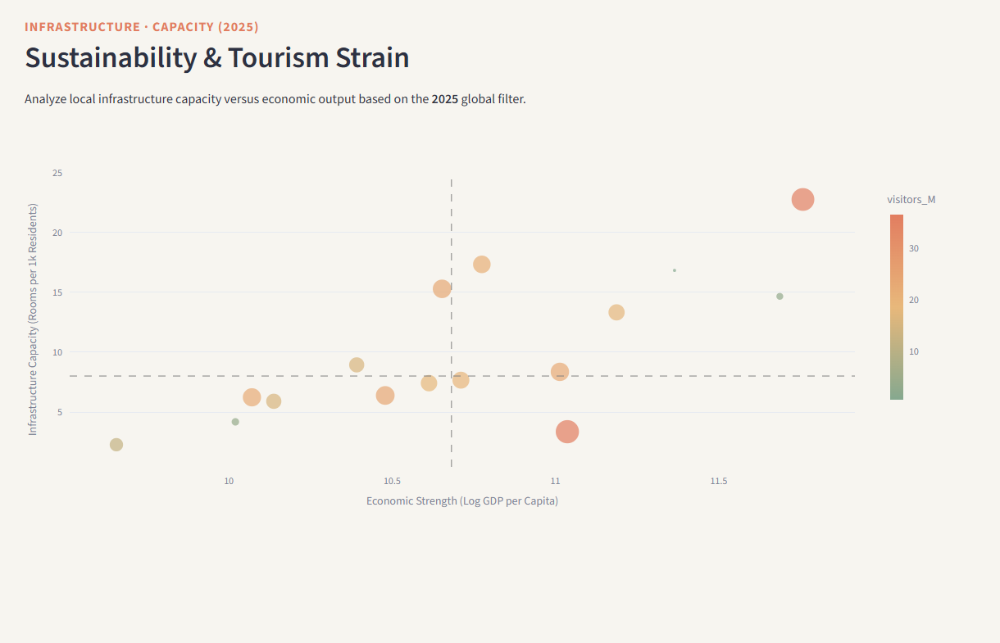 INFRASTRUCTURE · CAPACITY (2025)
Sustainability & Tourism Strain
Analyze local infrastructure capacity versus economic output based on the 2025 global filter.
Infrastructure Capacity (Rooms per 1k Residents)
25
20
15
10
5
10
10.5
11
11.5
Economic Strength (Log GDP per Capita)
visitors_M
30
20
10